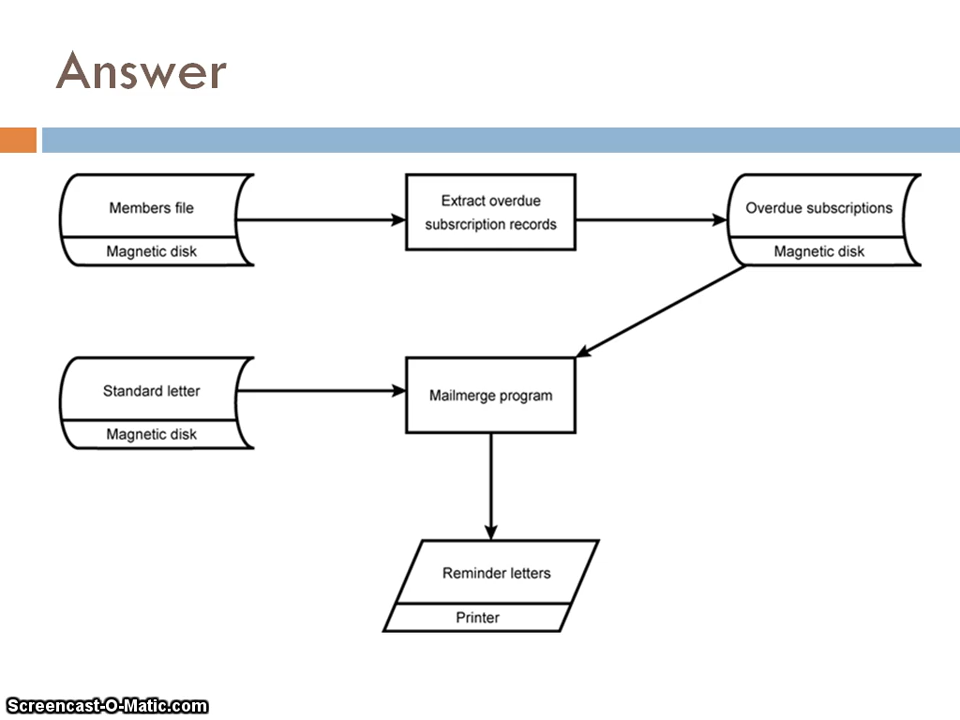 Answer
Members file
Magnetic disk
Extract overdue
subsrcription records
Overdue subscriptions
Magnetic disk
Standard letter
Magnetic disk
Mailmerge program
Reminder letters
Printer
Screencast-O-Matic.com